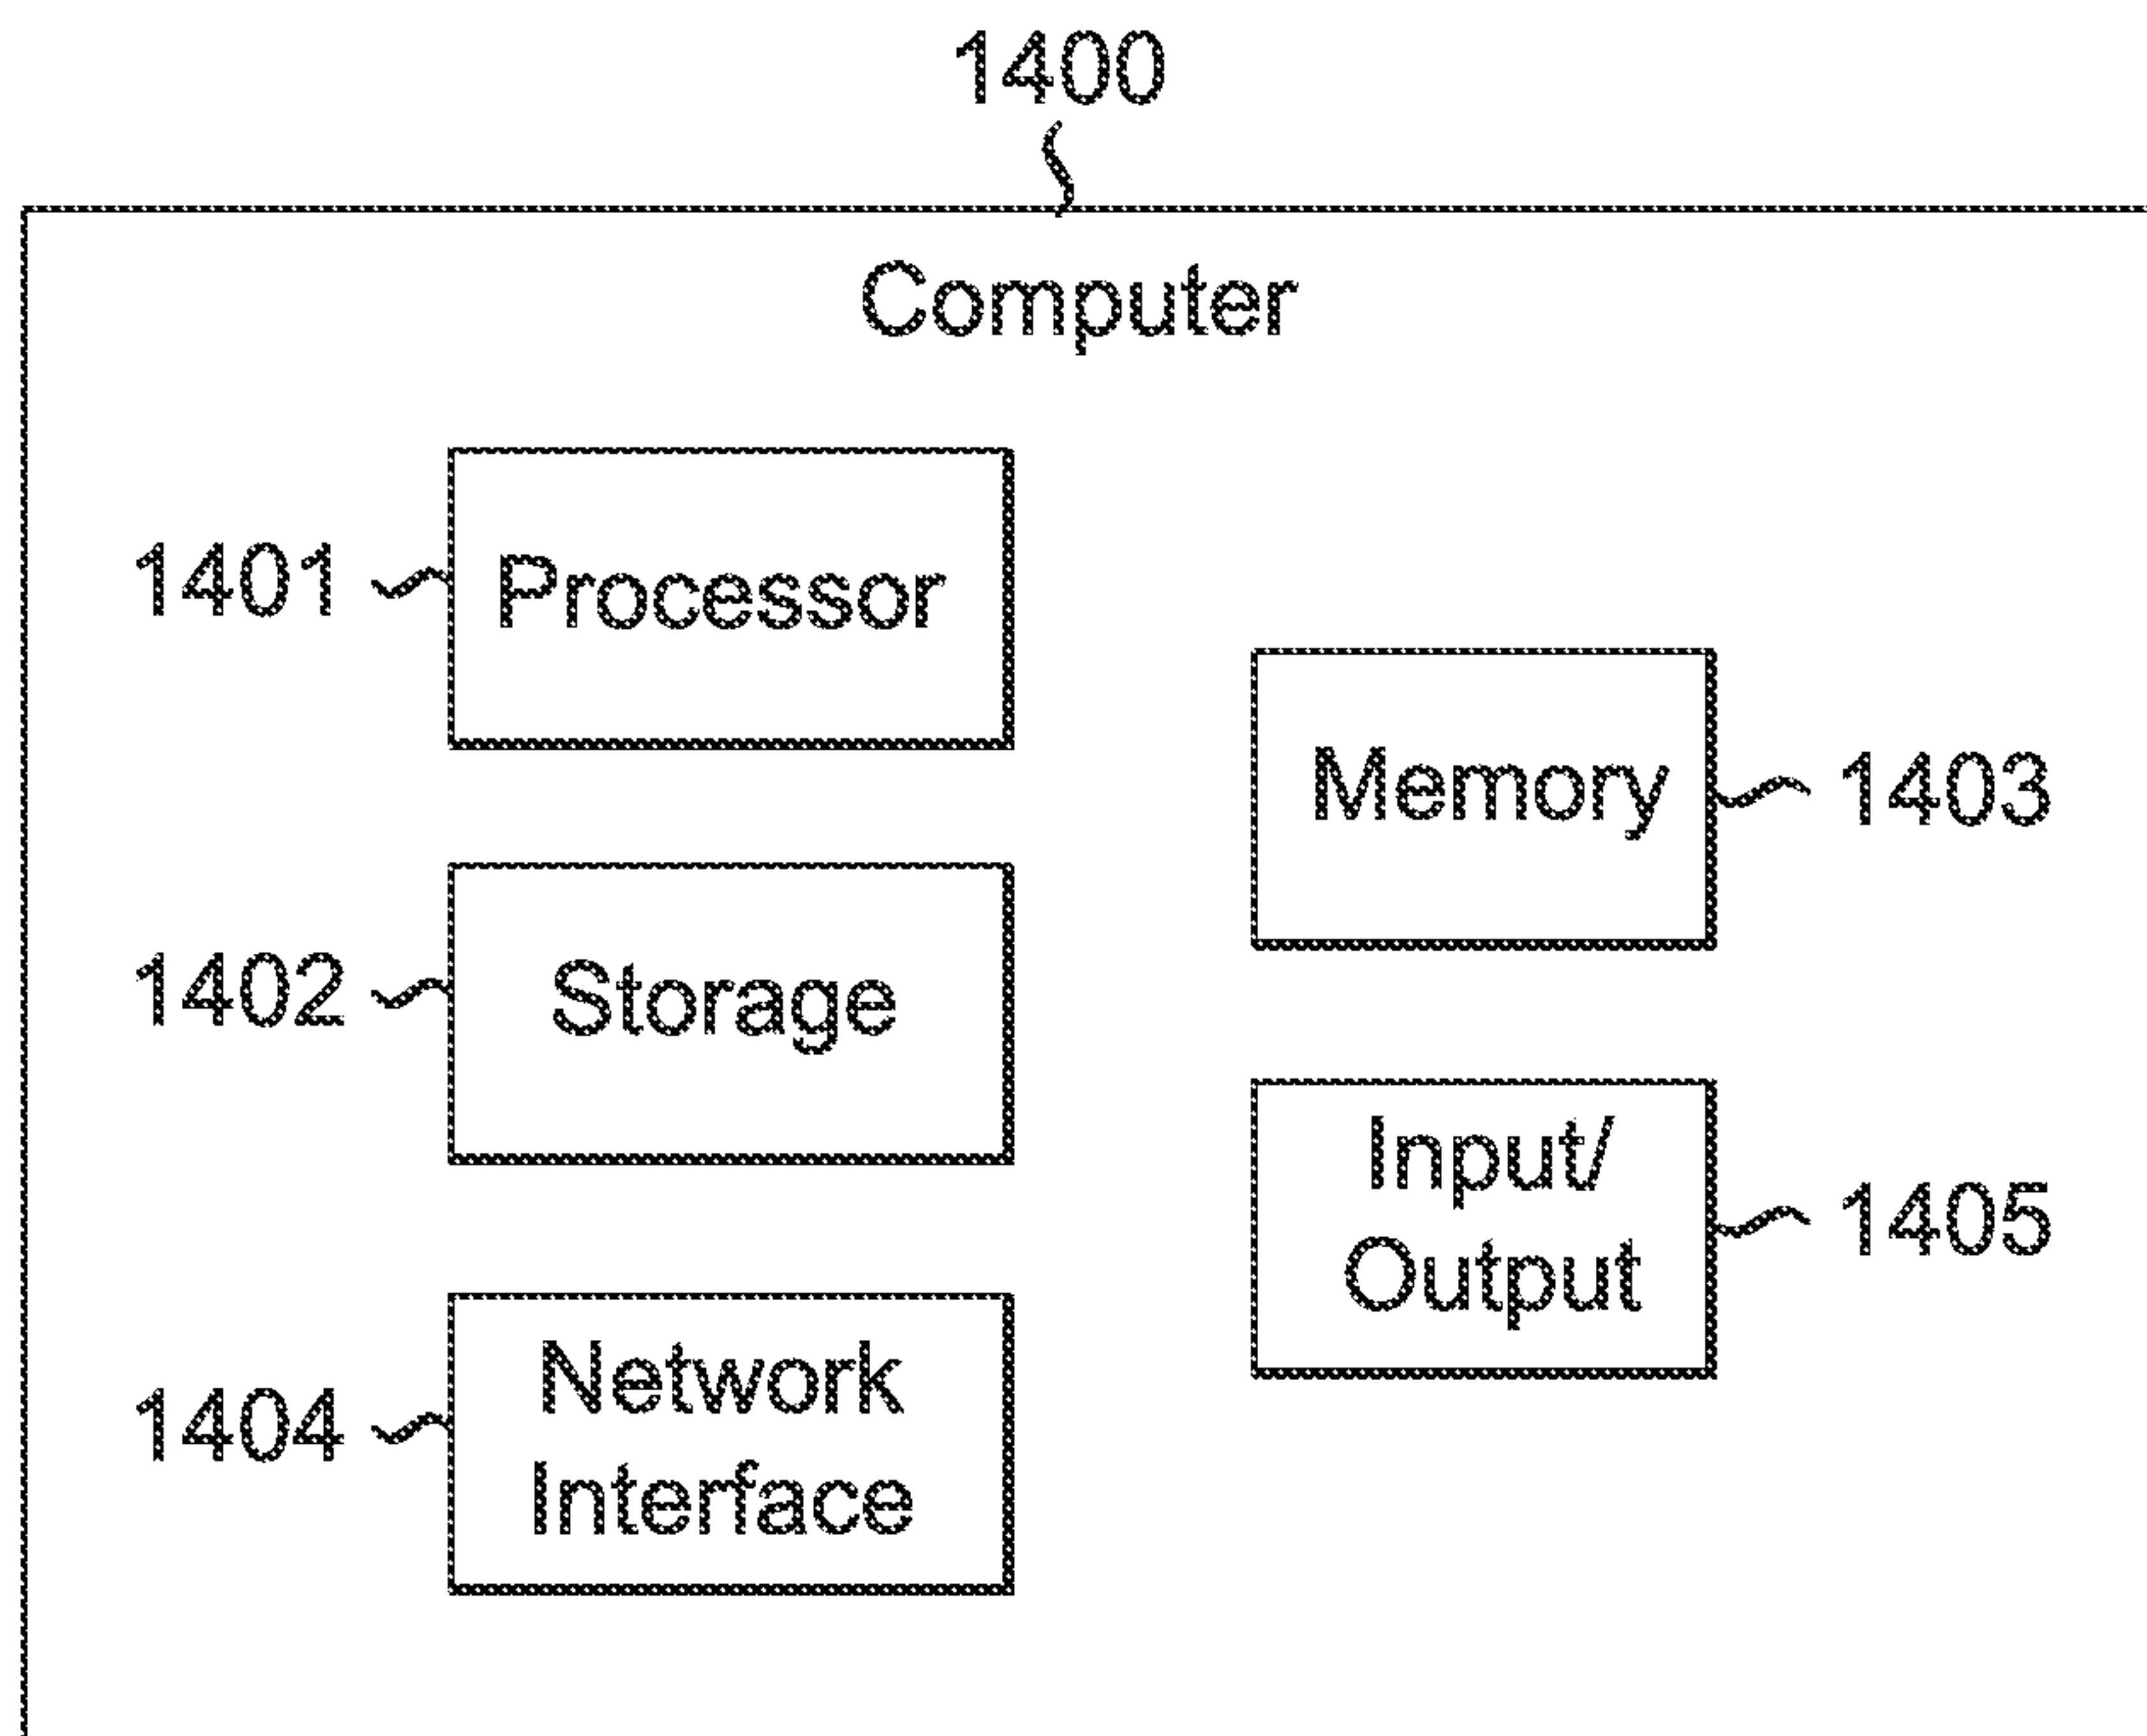 1400
Computer
1401
Processor
Memory
1403
1402
Storage
Input/
Output
1405
1404
Network
Interface